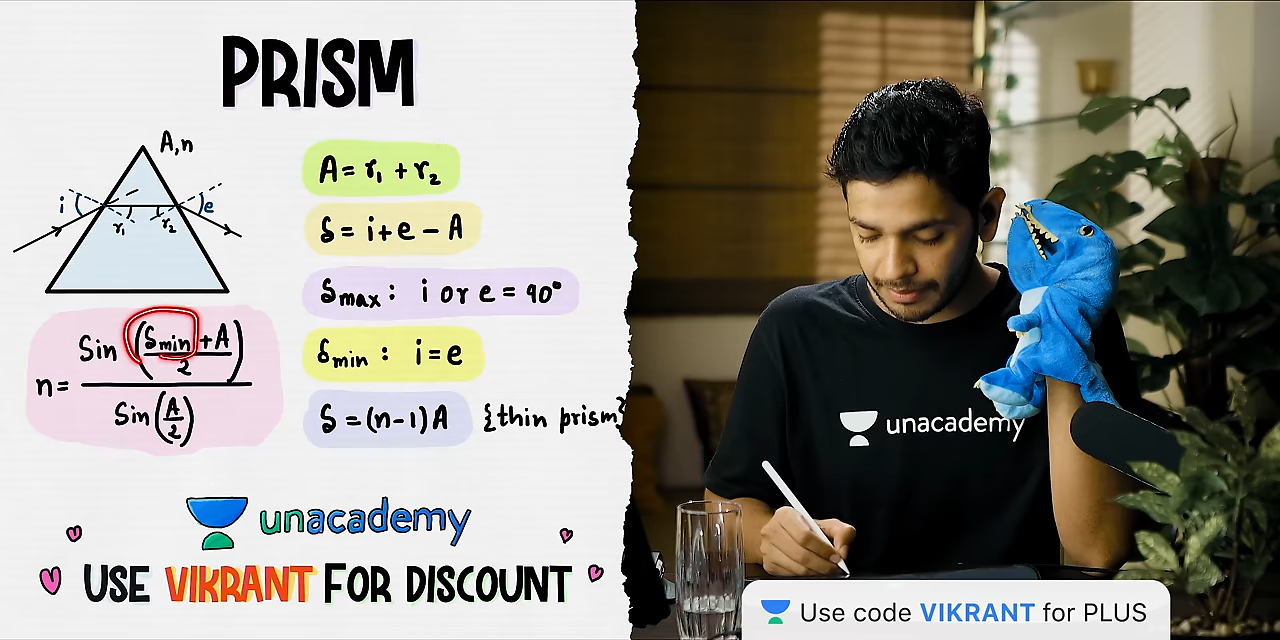 PRISM
A,n
i
r₁
r₂
e
A = r₁ + r₂
δ = i + e − A
δmax : i or e = 90°
δmin : i = e
δ = (n−1)A {thin prism}
n = Sin((δmin + A)/2) / Sin(A/2)
unacademy
USE VIKRANT FOR DISCOUNT
unacademy
Use code VIKRANT for PLUS